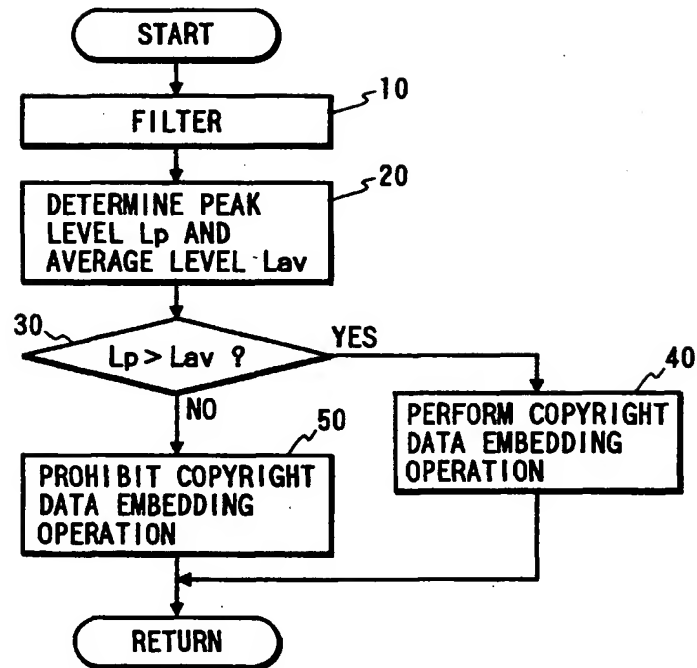 START
10
FILTER
20
DETERMINE PEAK
LEVEL Lp AND
AVERAGE LEVEL Lav
30
Lp > Lav ?
YES
NO
40
PERFORM COPYRIGHT
DATA EMBEDDING
OPERATION
50
PROHIBIT COPYRIGHT
DATA EMBEDDING
OPERATION
RETURN